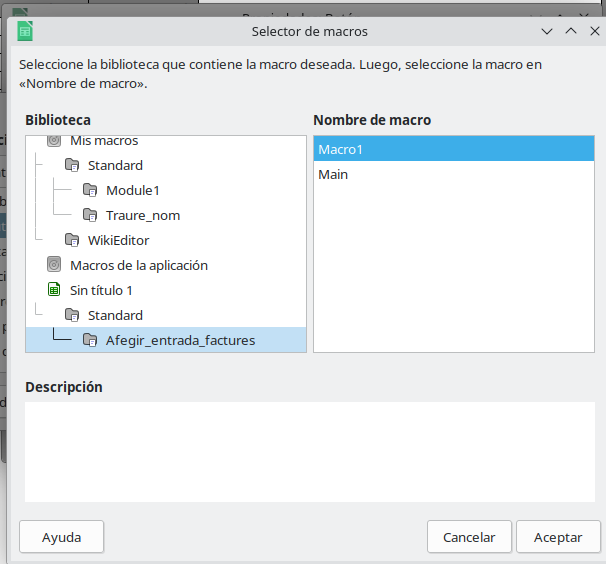 Selector de macros
Seleccione la biblioteca que contiene la macro deseada. Luego, seleccione la macro en
«Nombre de macro».
Biblioteca
Nombre de macro
Mis macros
Standard
Module1
Traure_nom
WikiEditor
Macros de la aplicación
Sin título 1
Standard
Afegir_entrada_factures
Macro1
Main
Descripción
Ayuda
Cancelar
Aceptar